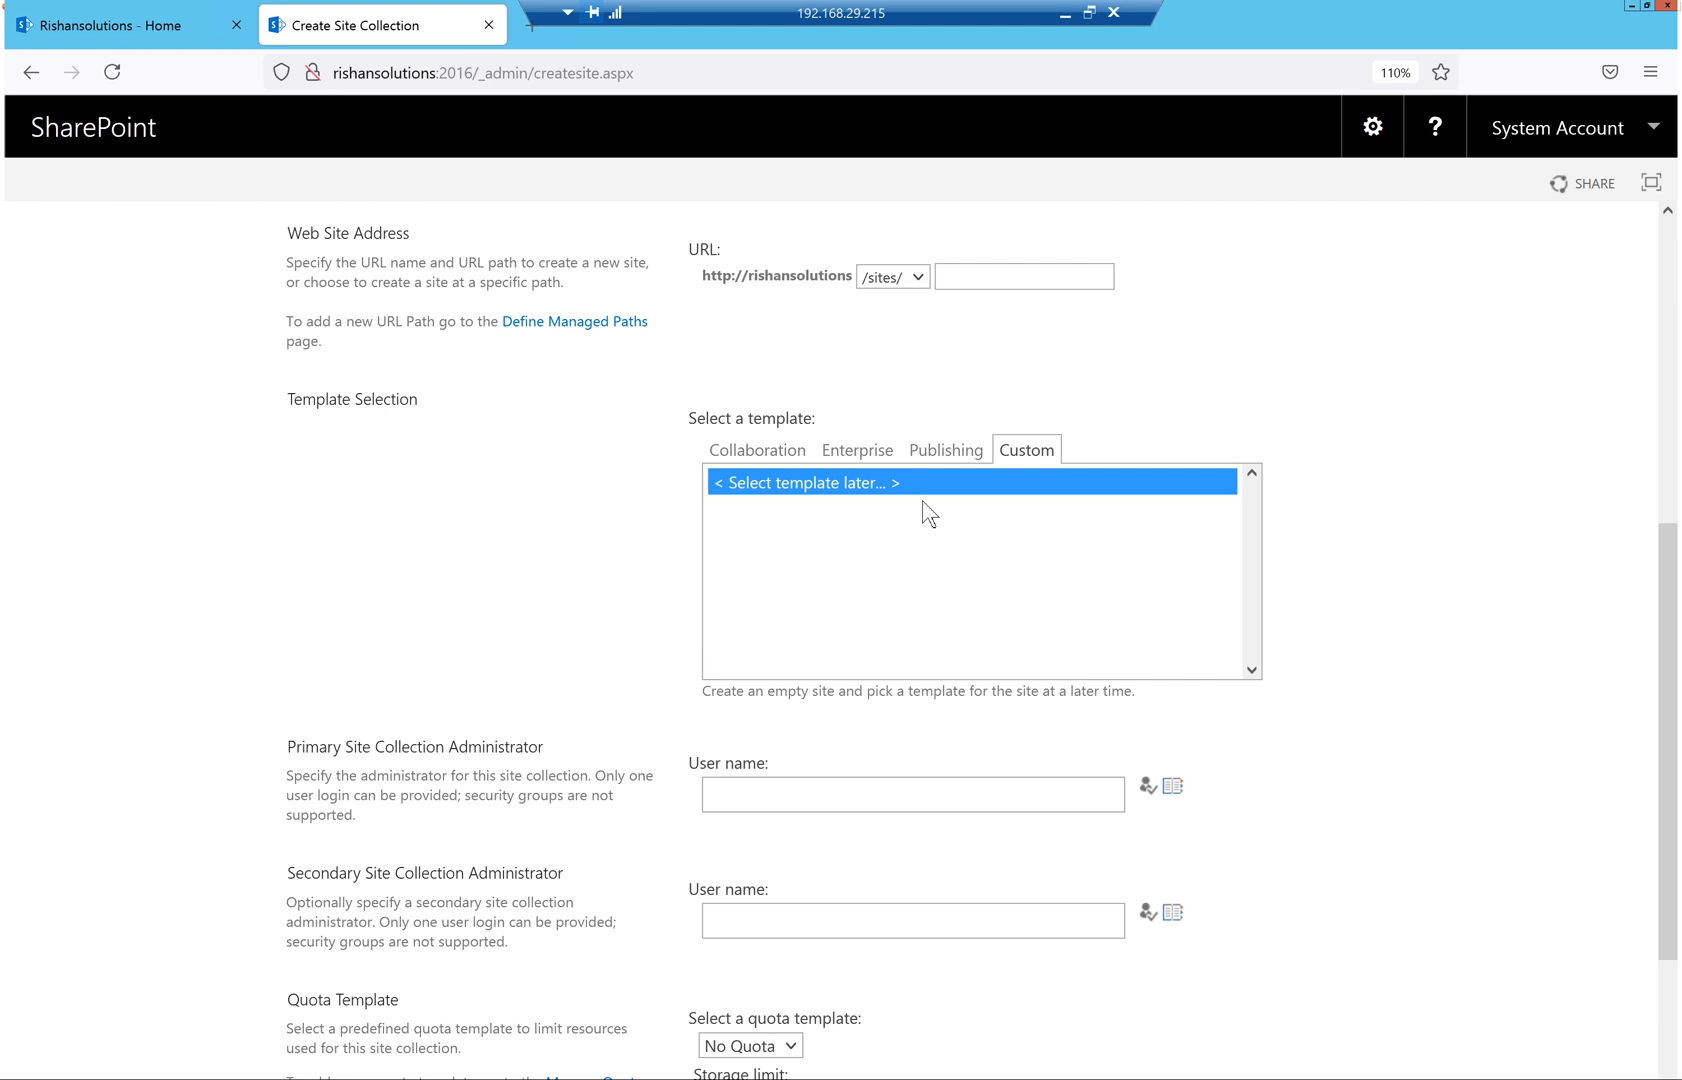 Rishansolutions - Home
Create Site Collection
192.168.29.215
rishansolutions:2016/_admin/createsite.aspx
110%
SharePoint
?
System Account
SHARE
Web Site Address
Specify the URL name and URL path to create a new site,
or choose to create a site at a specific path.
To add a new URL Path go to the Define Managed Paths
page.
URL:
http://rishansolutions /sites/
Template Selection
Select a template:
Collaboration Enterprise Publishing Custom
< Select template later... >
Create an empty site and pick a template for the site at a later time.
Primary Site Collection Administrator
Specify the administrator for this site collection. Only one
user login can be provided; security groups are not
supported.
User name:
Secondary Site Collection Administrator
Optionally specify a secondary site collection
administrator. Only one user login can be provided;
security groups are not supported.
User name:
Quota Template
Select a predefined quota template to limit resources
used for this site collection.
Select a quota template:
No Quota
Storage limit: